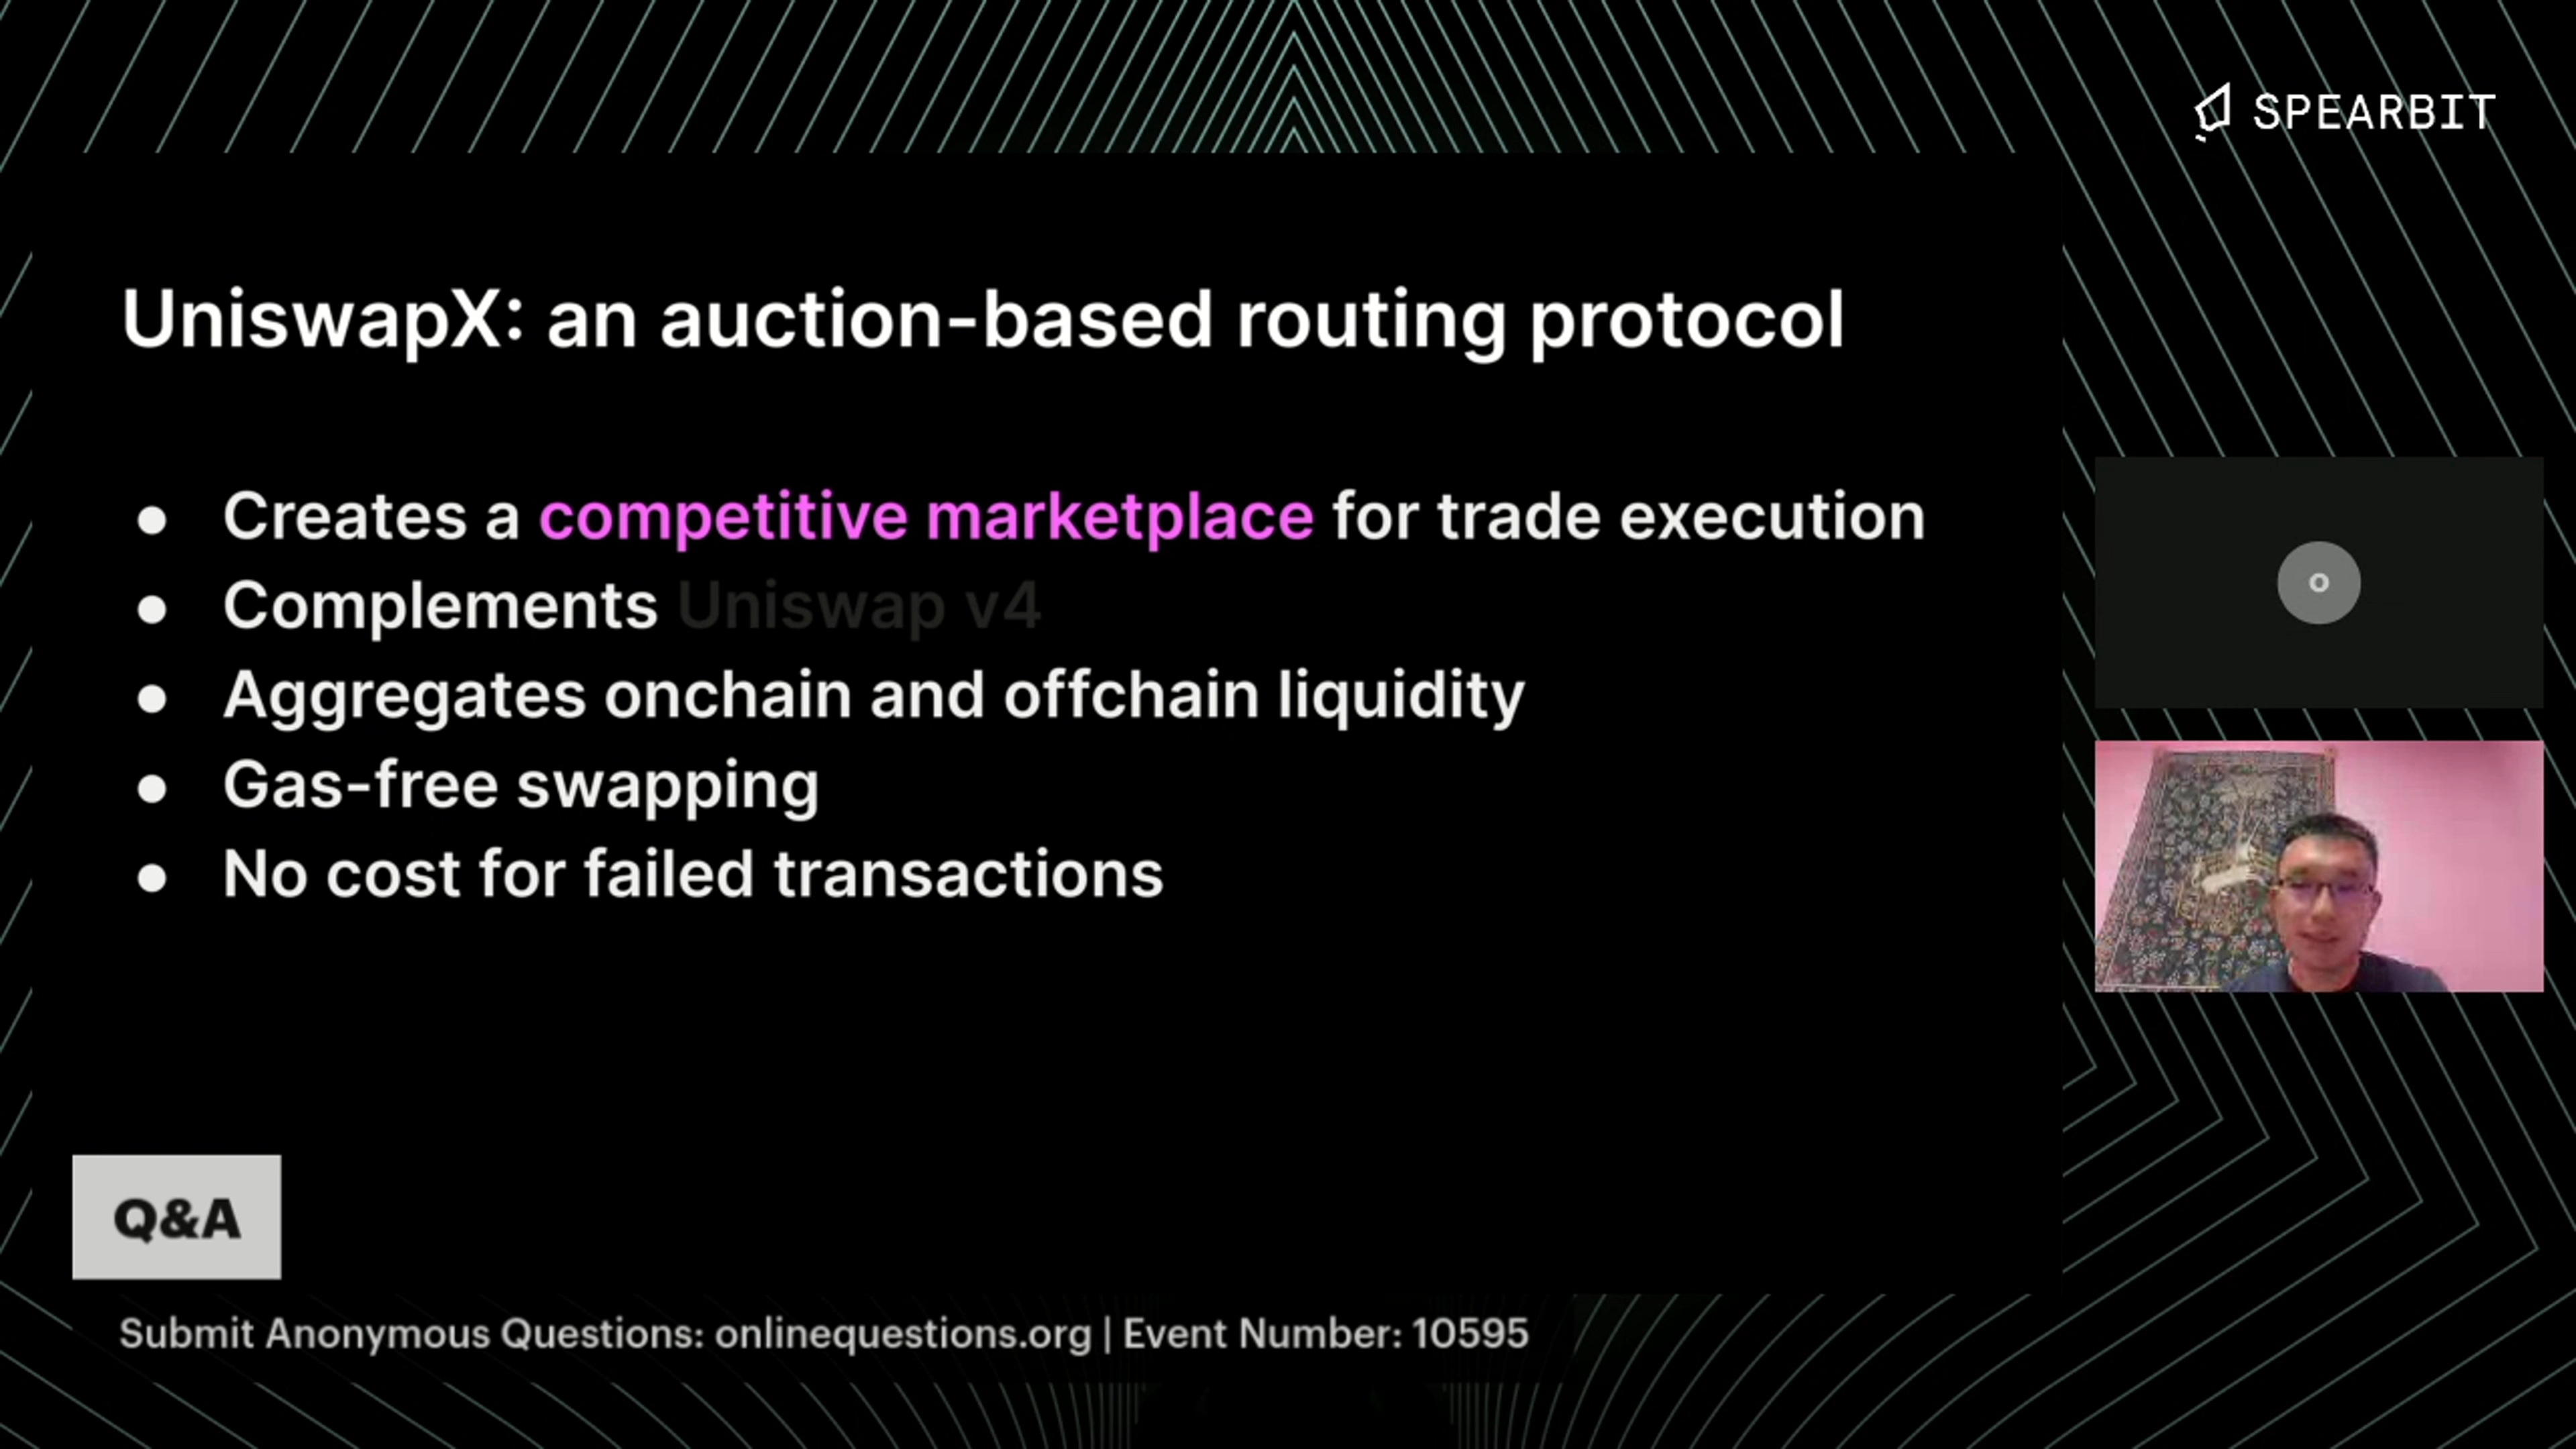 SPEARBIT
UniswapX: an auction-based routing protocol
● Creates a competitive marketplace for trade execution
● Complements Uniswap v4
● Aggregates onchain and offchain liquidity
● Gas-free swapping
● No cost for failed transactions
o
Q&A
Submit Anonymous Questions: onlinequestions.org | Event Number: 10595